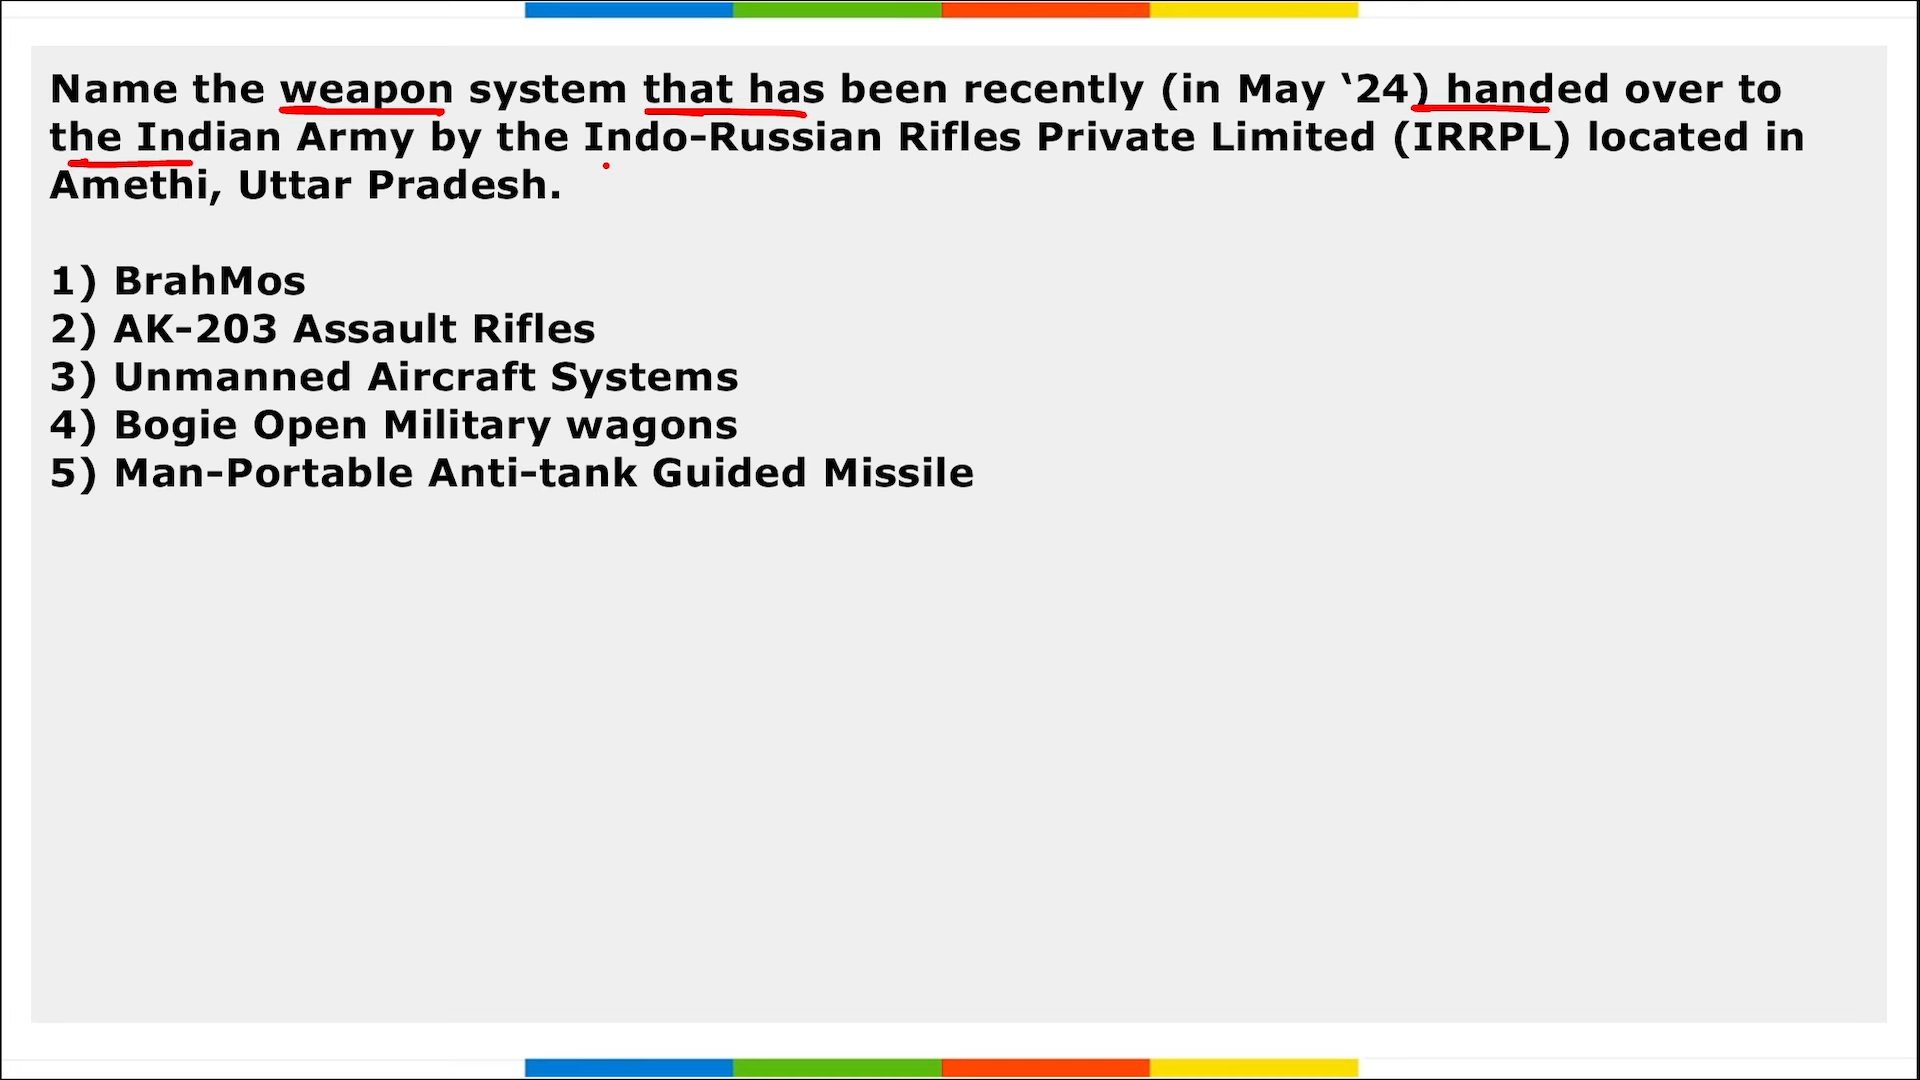 Name the weapon system that has been recently (in May ‘24) handed over to
the Indian Army by the Indo-Russian Rifles Private Limited (IRRPL) located in
Amethi, Uttar Pradesh.
1) BrahMos
2) AK-203 Assault Rifles
3) Unmanned Aircraft Systems
4) Bogie Open Military wagons
5) Man-Portable Anti-tank Guided Missile